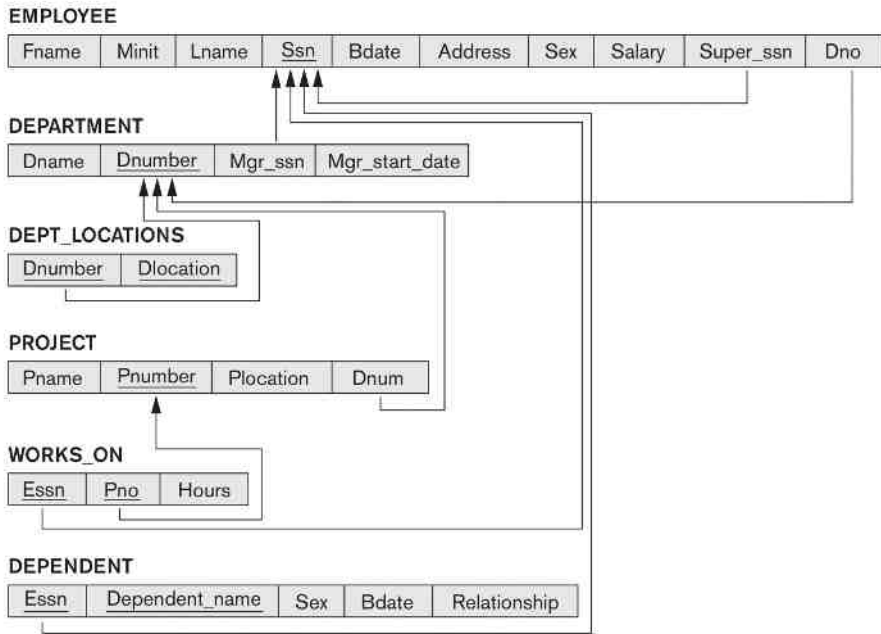 EMPLOYEE
Fname Minit Lname Ssn Bdate Address Sex Salary Super_ssn Dno
DEPARTMENT
Dname Dnumber Mgr_ssn Mgr_start_date
DEPT_LOCATIONS
Dnumber Dlocation
PROJECT
Pname Pnumber Plocation Dnum
WORKS_ON
Essn Pno Hours
DEPENDENT
Essn Dependent_name Sex Bdate Relationship